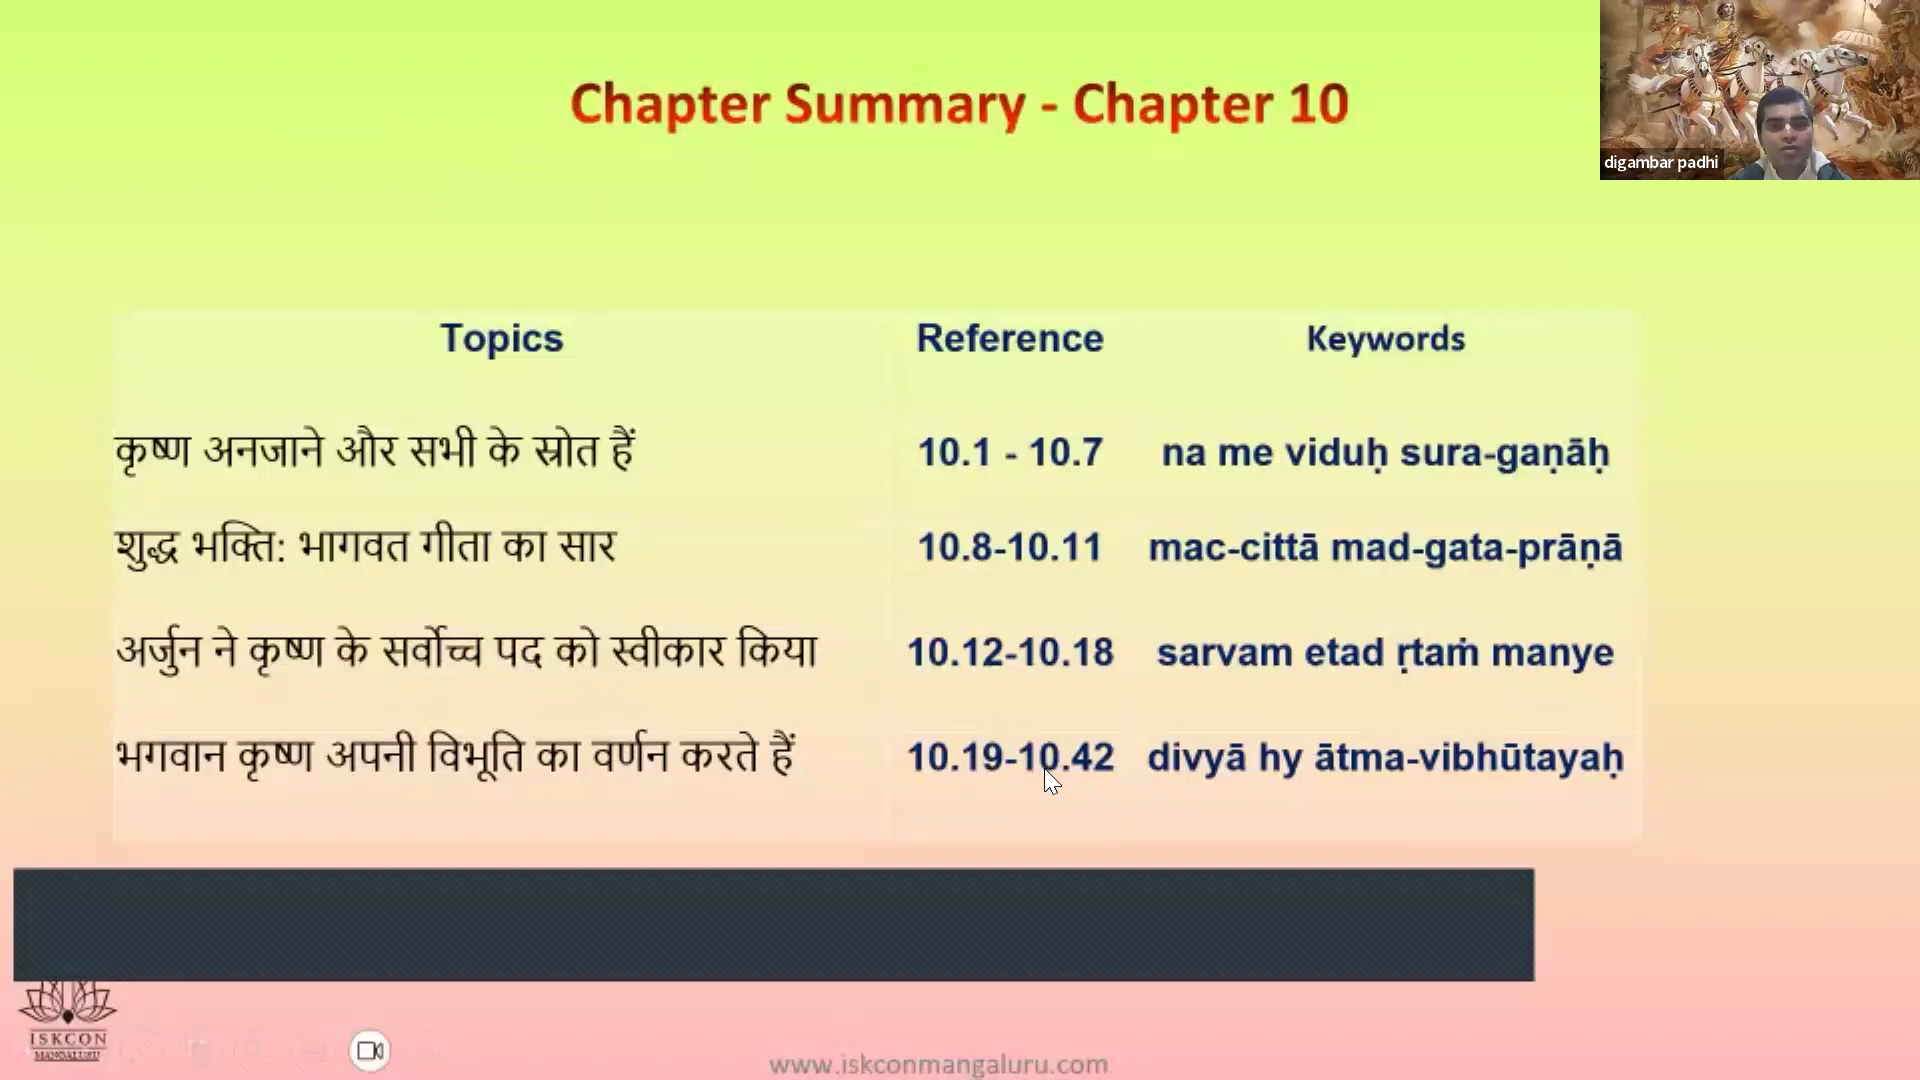 Chapter Summary - Chapter 10
digambar padhi
Topics Reference Keywords
कृष्ण अनजाने और सभी के स्रोत हैं 10.1 - 10.7 na me viduḥ sura-gaṇāḥ
शुद्ध भक्ति: भागवत गीता का सार 10.8-10.11 mac-cittā mad-gata-prāṇā
अर्जुन ने कृष्ण के सर्वोच्च पद को स्वीकार किया 10.12-10.18 sarvam etad ṛtaṁ manye
भगवान कृष्ण अपनी विभूति का वर्णन करते हैं 10.19-10.42 divyā hy ātma-vibhūtayaḥ
ISKCON
MANGALURU
www.iskconmangaluru.com